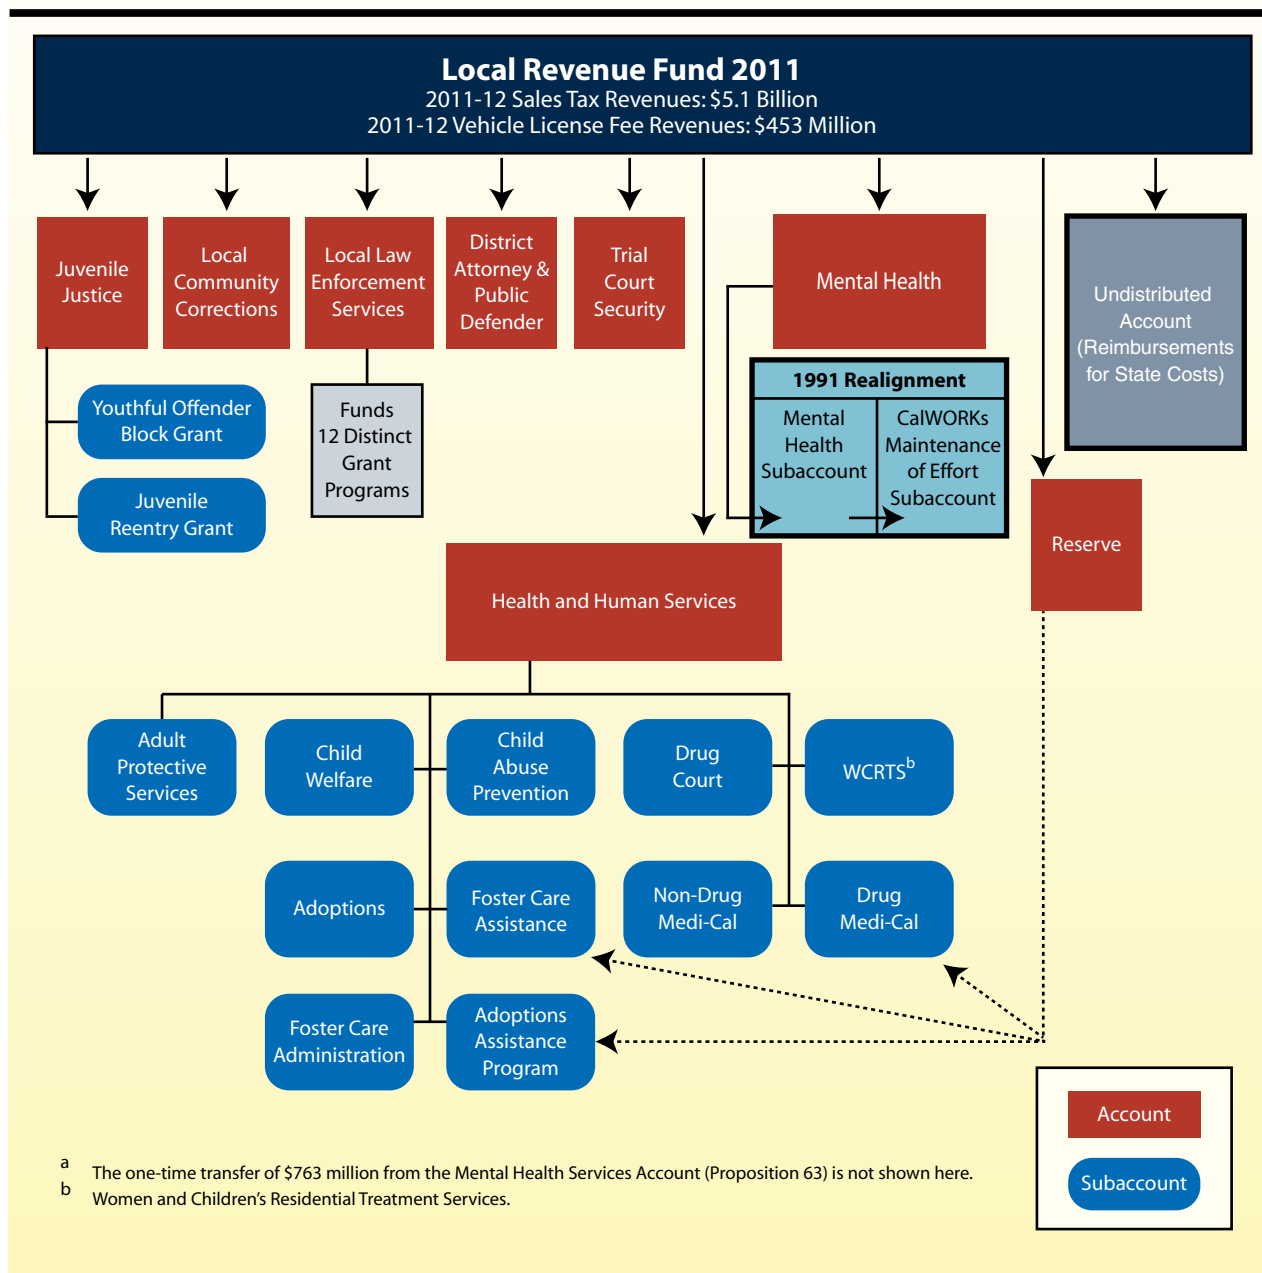 Local Revenue Fund 2011
2011-12 Sales Tax Revenues: $5.1 Billion
2011-12 Vehicle License Fee Revenues: $453 Million
Juvenile
Justice
Local
Community
Corrections
Local Law
Enforcement
Services
District
Attorney &
Public
Defender
Trial
Court
Security
Mental Health
Undistributed
Account
(Reimbursements
for State Costs)
Youthful Offender
Block Grant
Juvenile
Reentry Grant
Funds
12 Distinct
Grant
Programs
1991 Realignment
Mental
Health
Subaccount
CalWORKs
Maintenance
of Effort
Subaccount
Reserve
Health and Human Services
Adult
Protective
Services
Child
Welfare
Child
Abuse
Prevention
Drug
Court
WCRTSb
Adoptions
Foster Care
Assistance
Non-Drug
Medi-Cal
Drug
Medi-Cal
Foster Care
Administration
Adoptions
Assistance
Program
Account
Subaccount
a The one-time transfer of $763 million from the Mental Health Services Account (Proposition 63) is not shown here.
b Women and Children’s Residential Treatment Services.